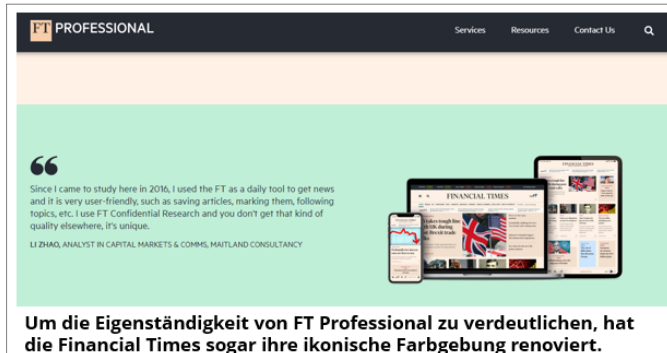 FT PROFESSIONAL
Services Resources Contact Us
Since I came to study here in 2016, I used the FT as a daily tool to get news
and it is very user-friendly, such as saving articles, marking them, following
topics, etc. I use FT Confidential Research and you don't get that kind of
quality elsewhere, it's unique.
LI ZHAO, ANALYST IN CAPITAL MARKETS & COMMS, MAITLAND CONSULTANCY
FINANCIAL TIMES
FINANCIAL TIMES
Um die Eigenständigkeit von FT Professional zu verdeutlichen, hat
die Financial Times sogar ihre ikonische Farbgebung renoviert.